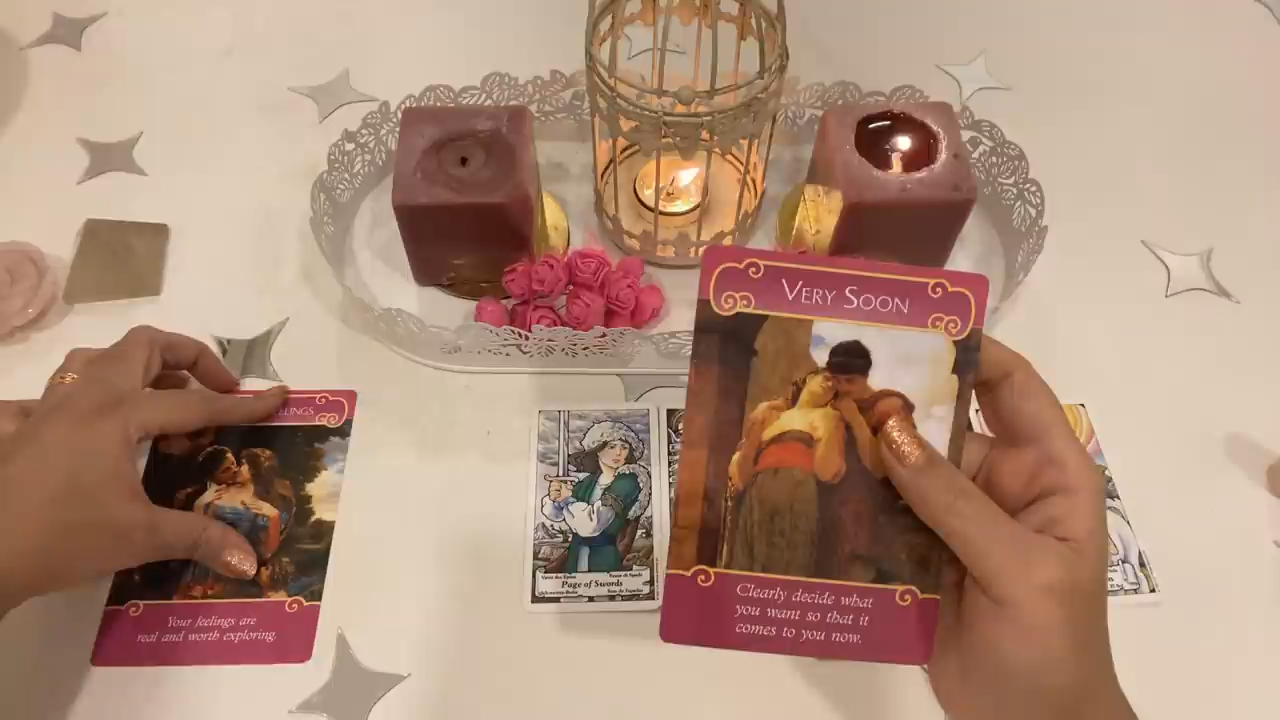 VERY SOON
Clearly decide what
you want so that it
comes to you now.
Your feelings are
real and worth exploring.
Page of Swords